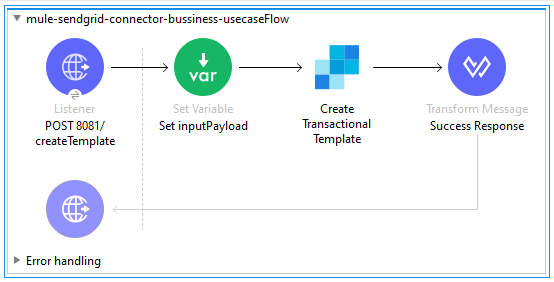 mule-sendgrid-connector-bussiness-usecaseFlow
var
Listener
POST 8081/
createTemplate
Set Variable
Set inputPayload
Create
Transactional
Template
Transform Message
Success Response
Error handling